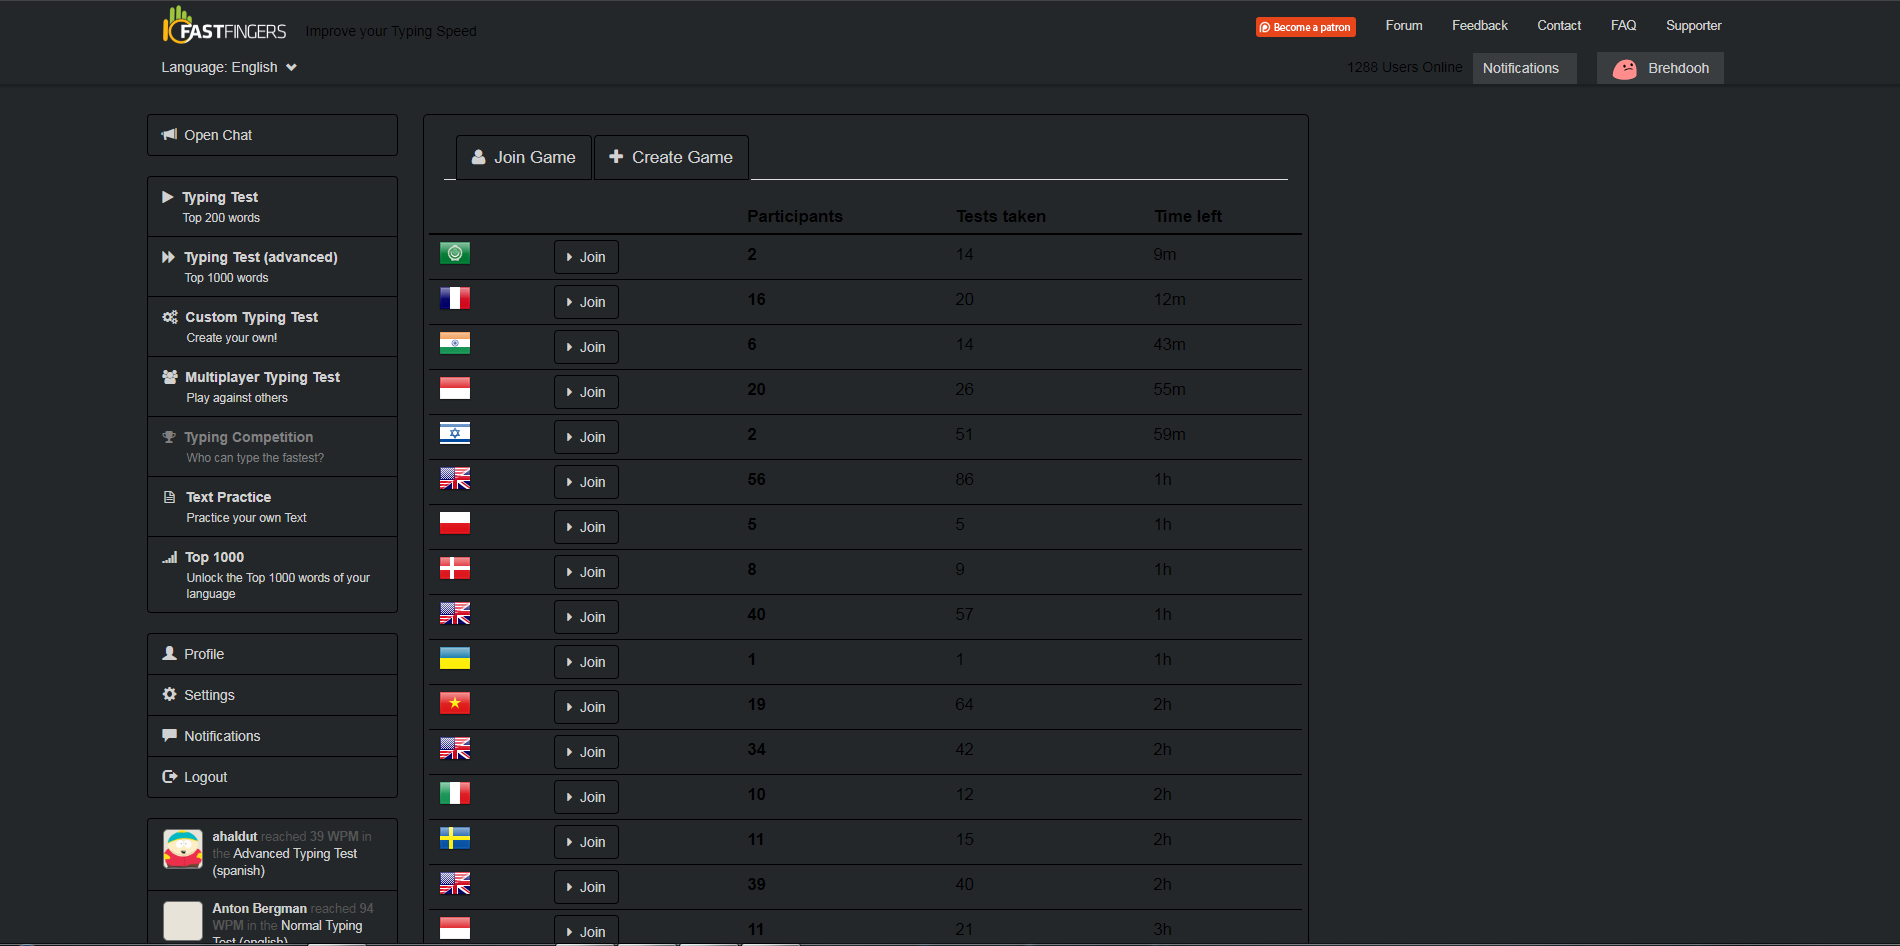 FASTFINGERS
Improve your Typing Speed
Become a patron
Forum
Feedback
Contact
FAQ
Supporter
Language: English
1288 Users Online
Notifications
Brehdooh
Open Chat
Typing Test
Top 200 words
Typing Test (advanced)
Top 1000 words
Custom Typing Test
Create your own!
Multiplayer Typing Test
Play against others
Typing Competition
Who can type the fastest?
Text Practice
Practice your own Text
Top 1000
Unlock the Top 1000 words of your
language
Profile
Settings
Notifications
Logout
ahaldut reached 39 WPM in
the Advanced Typing Test
(spanish)
Anton Bergman reached 94
WPM in the Normal Typing
Test (english)
Join Game
Create Game
Participants Tests taken Time left
Join 2 14 9m
Join 16 20 12m
Join 6 14 43m
Join 20 26 55m
Join 2 51 59m
Join 56 86 1h
Join 5 5 1h
Join 8 9 1h
Join 40 57 1h
Join 1 1 1h
Join 19 64 2h
Join 34 42 2h
Join 10 12 2h
Join 11 15 2h
Join 39 40 2h
Join 11 21 3h